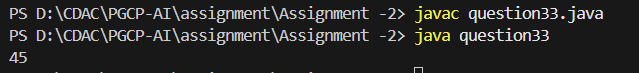 PS D:\CDAC\PGCP-AI\assignment\Assignment -2> javac question33.java
PS D:\CDAC\PGCP-AI\assignment\Assignment -2> java question33
45